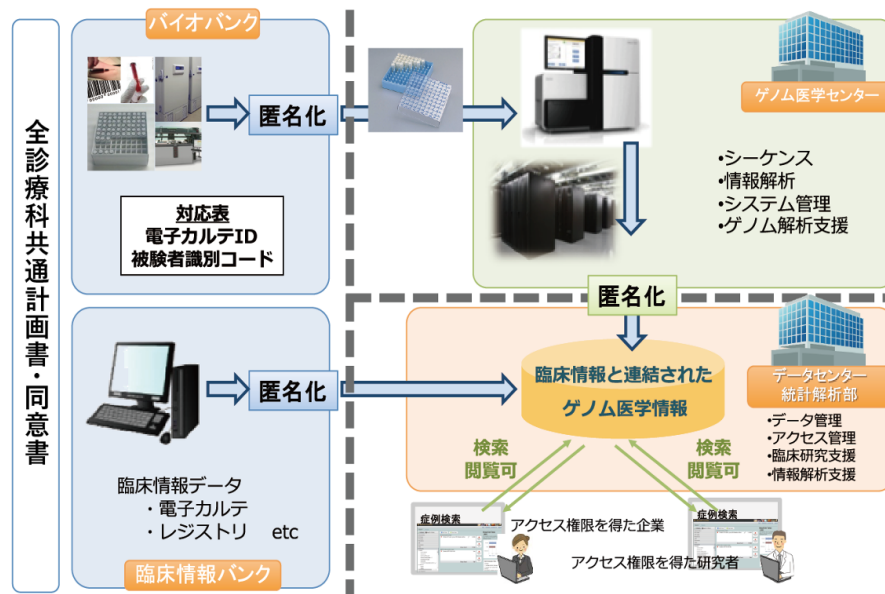 全診療科共通計画書・同意書
バイオバンク
匿名化
対応表
電子カルテID
被験者識別コード
ゲノム医学センター
•シーケンス
•情報解析
•システム管理
•ゲノム解析支援
匿名化
匿名化
臨床情報データ
・電子カルテ
・レジストリ etc
臨床情報バンク
臨床情報と連結された
ゲノム医学情報
データセンター
統計解析部
•データ管理
•アクセス管理
•臨床研究支援
•情報解析支援
検索
閲覧可
検索
閲覧可
症例検索
アクセス権限を得た企業
症例検索
アクセス権限を得た研究者